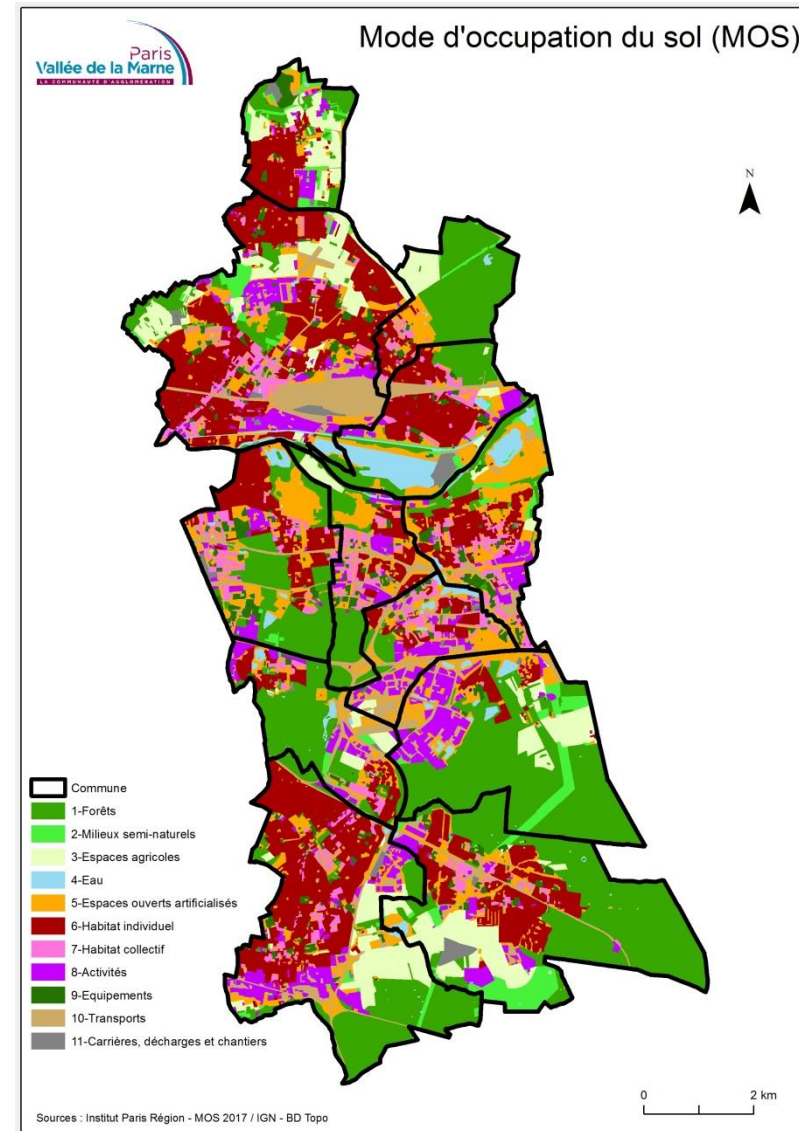 Paris
Vallée de la Marne
LA COMMUNAUTÉ D'AGGLOMÉRATION
Mode d'occupation du sol (MOS)
N
Commune
1-Forêts
2-Milieux semi-naturels
3-Espaces agricoles
4-Eau
5-Espaces ouverts artificialisés
6-Habitat individuel
7-Habitat collectif
8-Activités
9-Equipements
10-Transports
11-Carrières, décharges et chantiers
0 2 km
Sources : Institut Paris Région - MOS 2017 / IGN - BD Topo